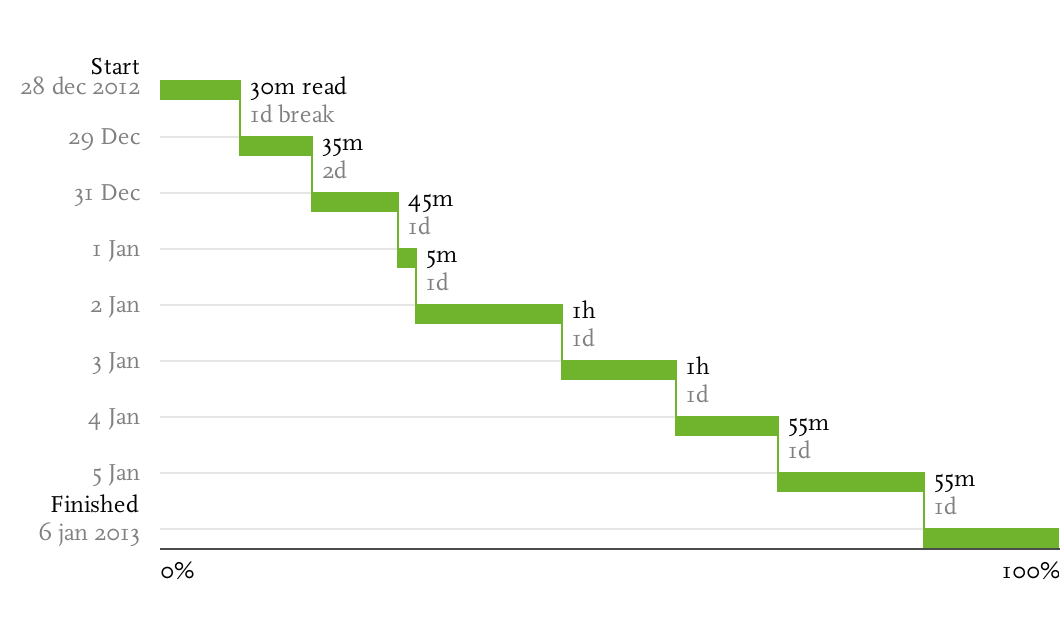 Start
28 dec 2012
30m read
1d break
29 Dec
35m
2d
31 Dec
45m
1d
1 Jan
5m
1d
2 Jan
1h
1d
3 Jan
1h
1d
4 Jan
55m
1d
5 Jan
55m
1d
Finished
6 jan 2013
0%
100%